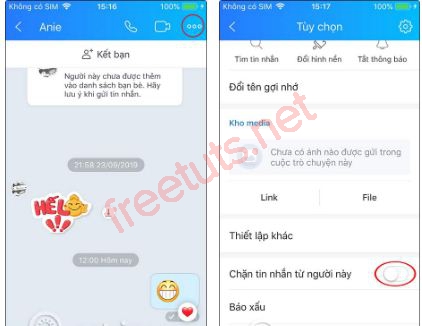 Không có SIM 15:16 100%
Anie
Kết bạn
Người này chưa được thêm
vào danh sách bạn bè. Hãy
lưu ý khi gửi tin nhắn.
21:58 23/09/2019
HẾLÔ
!!
12:00 Hôm nay
Không có SIM 15:17 100%
Tùy chọn
Tìm tin nhắn Đổi hình nền Tắt thông báo
Đổi tên gợi nhớ
Kho media
Chưa có ảnh nào được gửi trong
cuộc trò chuyện này
Link File
Thiết lập khác
Chặn tin nhắn từ người này
Báo xấu
freetuts.net